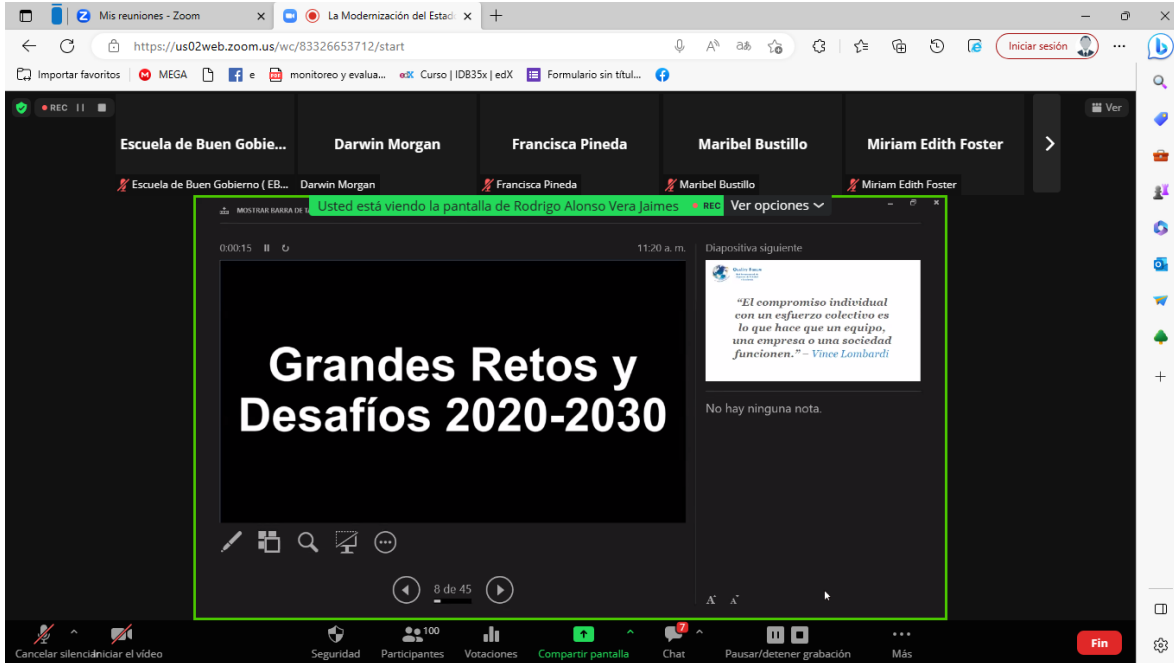 Mis reuniones - Zoom
La Modernización del Estado
https://us02web.zoom.us/wc/83326653712/start
Iniciar sesión
Importar favoritos
MEGA
e
monitoreo y evalua...
Curso | IDB35x | edX
Formulario sin títul...
REC
Ver
Escuela de Buen Gobie...
Darwin Morgan
Francisca Pineda
Maribel Bustillo
Miriam Edith Foster
Escuela de Buen Gobierno ( EB...
Darwin Morgan
Francisca Pineda
Maribel Bustillo
Miriam Edith Foster
MOSTRAR BARRA DE T
Usted está viendo la pantalla de Rodrigo Alonso Vera Jaimes
REC
Ver opciones
0:00:15
11:20 a. m.
Diapositiva siguiente
Grandes Retos y
Desafíos 2020-2030
“El compromiso individual
con un esfuerzo colectivo es
lo que hace que un equipo,
una empresa o una sociedad
funcionen.” – Vince Lombardi
No hay ninguna nota.
8 de 45
Cancelar silencia
Iniciar el vídeo
Seguridad
100
Participantes
Votaciones
Compartir pantalla
7
Chat
Pausar/detener grabación
Más
Fin